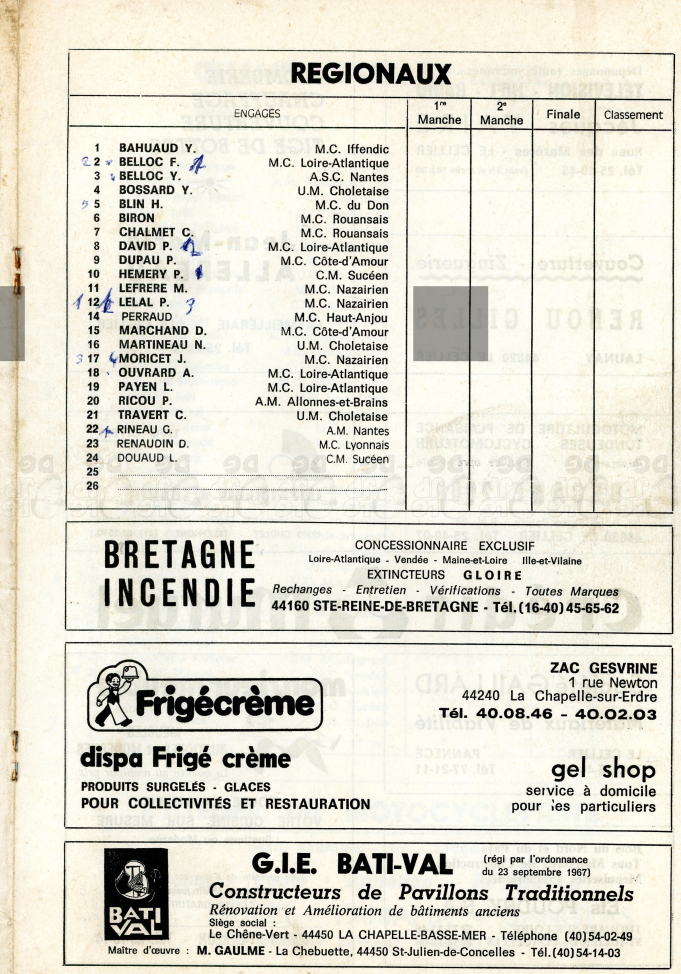 REGIONAUX
ENGAGES 1re Manche 2e Manche Finale Classement
1 BAHUAUD Y. M.C. Iffendic
2 2 BELLOC F. 1 M.C. Loire-Atlantique
3 BELLOC Y. A.S.C. Nantes
4 BOSSARD Y. U.M. Choletaise
5 5 BLIN H. M.C. du Don
6 BIRON M.C. Rouansais
7 CHALMET C. M.C. Rouansais
8 DAVID P. 2 M.C. Loire-Atlantique
9 DUPAU P. M.C. Côte-d'Amour
10 HEMERY P. C.M. Sucéen
11 LEFRERE M. M.C. Nazairien
1 12 LELAL P. 3 M.C. Nazairien
14 PERRAUD M.C. Haut-Anjou
15 MARCHAND D. M.C. Côte-d'Amour
16 MARTINEAU N. U.M. Choletaise
3 17 MORICET J. M.C. Nazairien
18 OUVRARD A. M.C. Loire-Atlantique
19 PAYEN L. M.C. Loire-Atlantique
20 RICOU P. A.M. Allonnes-et-Brains
21 TRAVERT C. U.M. Choletaise
22 RINEAU G. A.M. Nantes
23 RENAUDIN D. M.C. Lyonnais
24 DOUAUD L. C.M. Sucéen
25
26
BRETAGNE INCENDIE
CONCESSIONNAIRE EXCLUSIF
Loire-Atlantique - Vendée - Maine-et-Loire Ille-et-Vilaine
EXTINCTEURS GLOIRE
Rechanges - Entretien - Vérifications - Toutes Marques
44160 STE-REINE-DE-BRETAGNE - Tél. (16-40) 45-65-62
Frigécrème
ZAC GESVRINE
1 rue Newton
44240 La Chapelle-sur-Erdre
Tél. 40.08.46 - 40.02.03
dispa Frigé crème
PRODUITS SURGELÉS - GLACES
POUR COLLECTIVITÉS ET RESTAURATION
gel shop
service à domicile
pour les particuliers
BATI VAL
G.I.E. BATI-VAL (régi par l'ordonnance du 23 septembre 1967)
Constructeurs de Pavillons Traditionnels
Rénovation et Amélioration de bâtiments anciens
Siège social :
Le Chêne-Vert - 44450 LA CHAPELLE-BASSE-MER - Téléphone (40) 54-02-49
Maître d'œuvre : M. GAULME - La Chebuette, 44450 St-Julien-de-Concelles - Tél. (40) 54-14-03